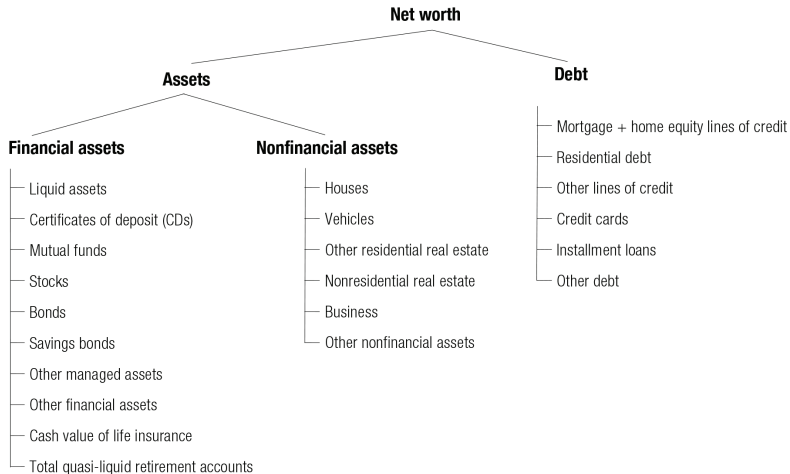 Net worth
Assets
Debt
Financial assets
Liquid assets
Certificates of deposit (CDs)
Mutual funds
Stocks
Bonds
Savings bonds
Other managed assets
Other financial assets
Cash value of life insurance
Total quasi-liquid retirement accounts
Nonfinancial assets
Houses
Vehicles
Other residential real estate
Nonresidential real estate
Business
Other nonfinancial assets
Mortgage + home equity lines of credit
Residential debt
Other lines of credit
Credit cards
Installment loans
Other debt